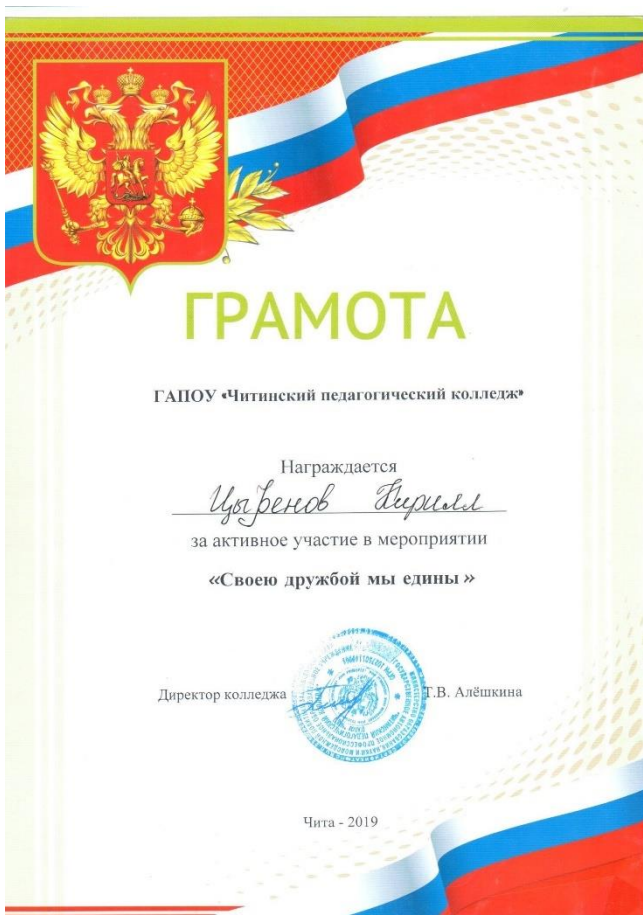 ГРАМОТА
ГАПОУ «Читинский педагогический колледж»
Награждается
Цыренов Кирилл
за активное участие в мероприятии
«Своею дружбой мы едины»
Директор колледжа Т.В. Алёшкина
Чита - 2019